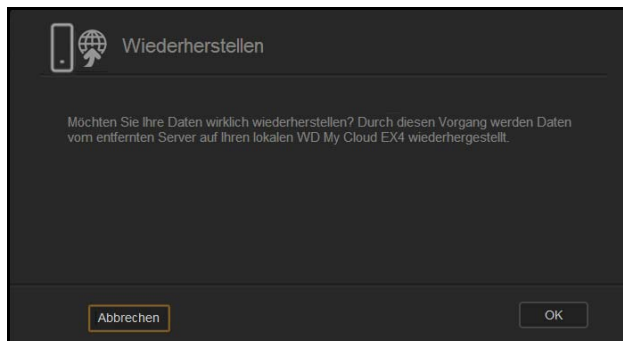 Wiederherstellen
Möchten Sie Ihre Daten wirklich wiederherstellen? Durch diesen Vorgang werden Daten
vom entfernten Server auf Ihren lokalen WD My Cloud EX4 wiederhergestellt.
Abbrechen
OK